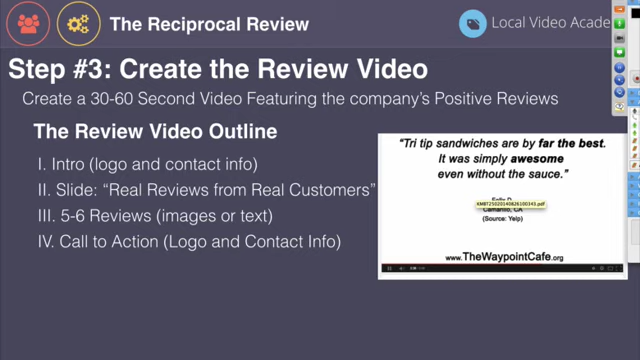 The Reciprocal Review
Local Video Acade
Step #3: Create the Review Video
Create a 30-60 Second Video Featuring the company's Positive Reviews
The Review Video Outline
I. Intro (logo and contact info)
II. Slide: “Real Reviews from Real Customers”
III. 5-6 Reviews (images or text)
IV. Call to Action (Logo and Contact Info)
“Tri tip sandwiches are by far the best.
It was simply awesome
even without the sauce.”
(Source: Yelp)
www.TheWaypointCafe.org